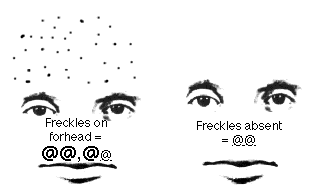 Freckles on
forhead =
@@,@@
Freckles absent
= @@